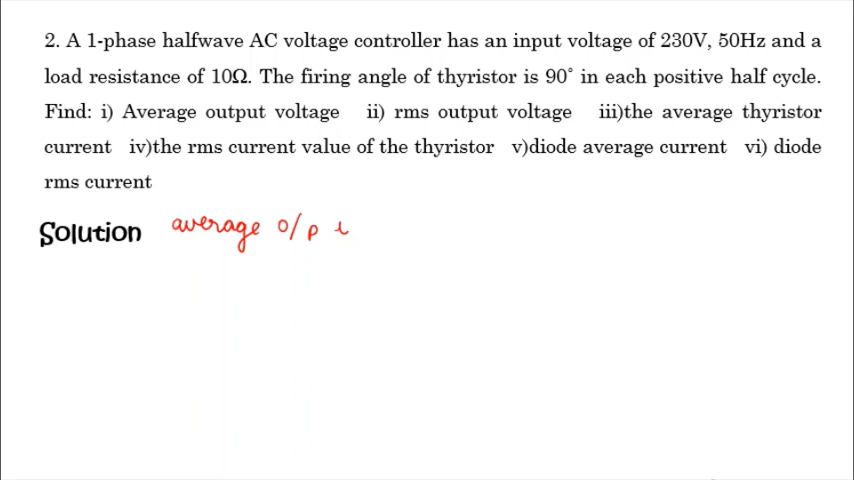 2. A 1-phase halfwave AC voltage controller has an input voltage of 230V, 50Hz and a
load resistance of 10Ω. The firing angle of thyristor is 90° in each positive half cycle.
Find: i) Average output voltage ii) rms output voltage iii)the average thyristor
current iv)the rms current value of the thyristor v)diode average current vi) diode
rms current
Solution average o/p